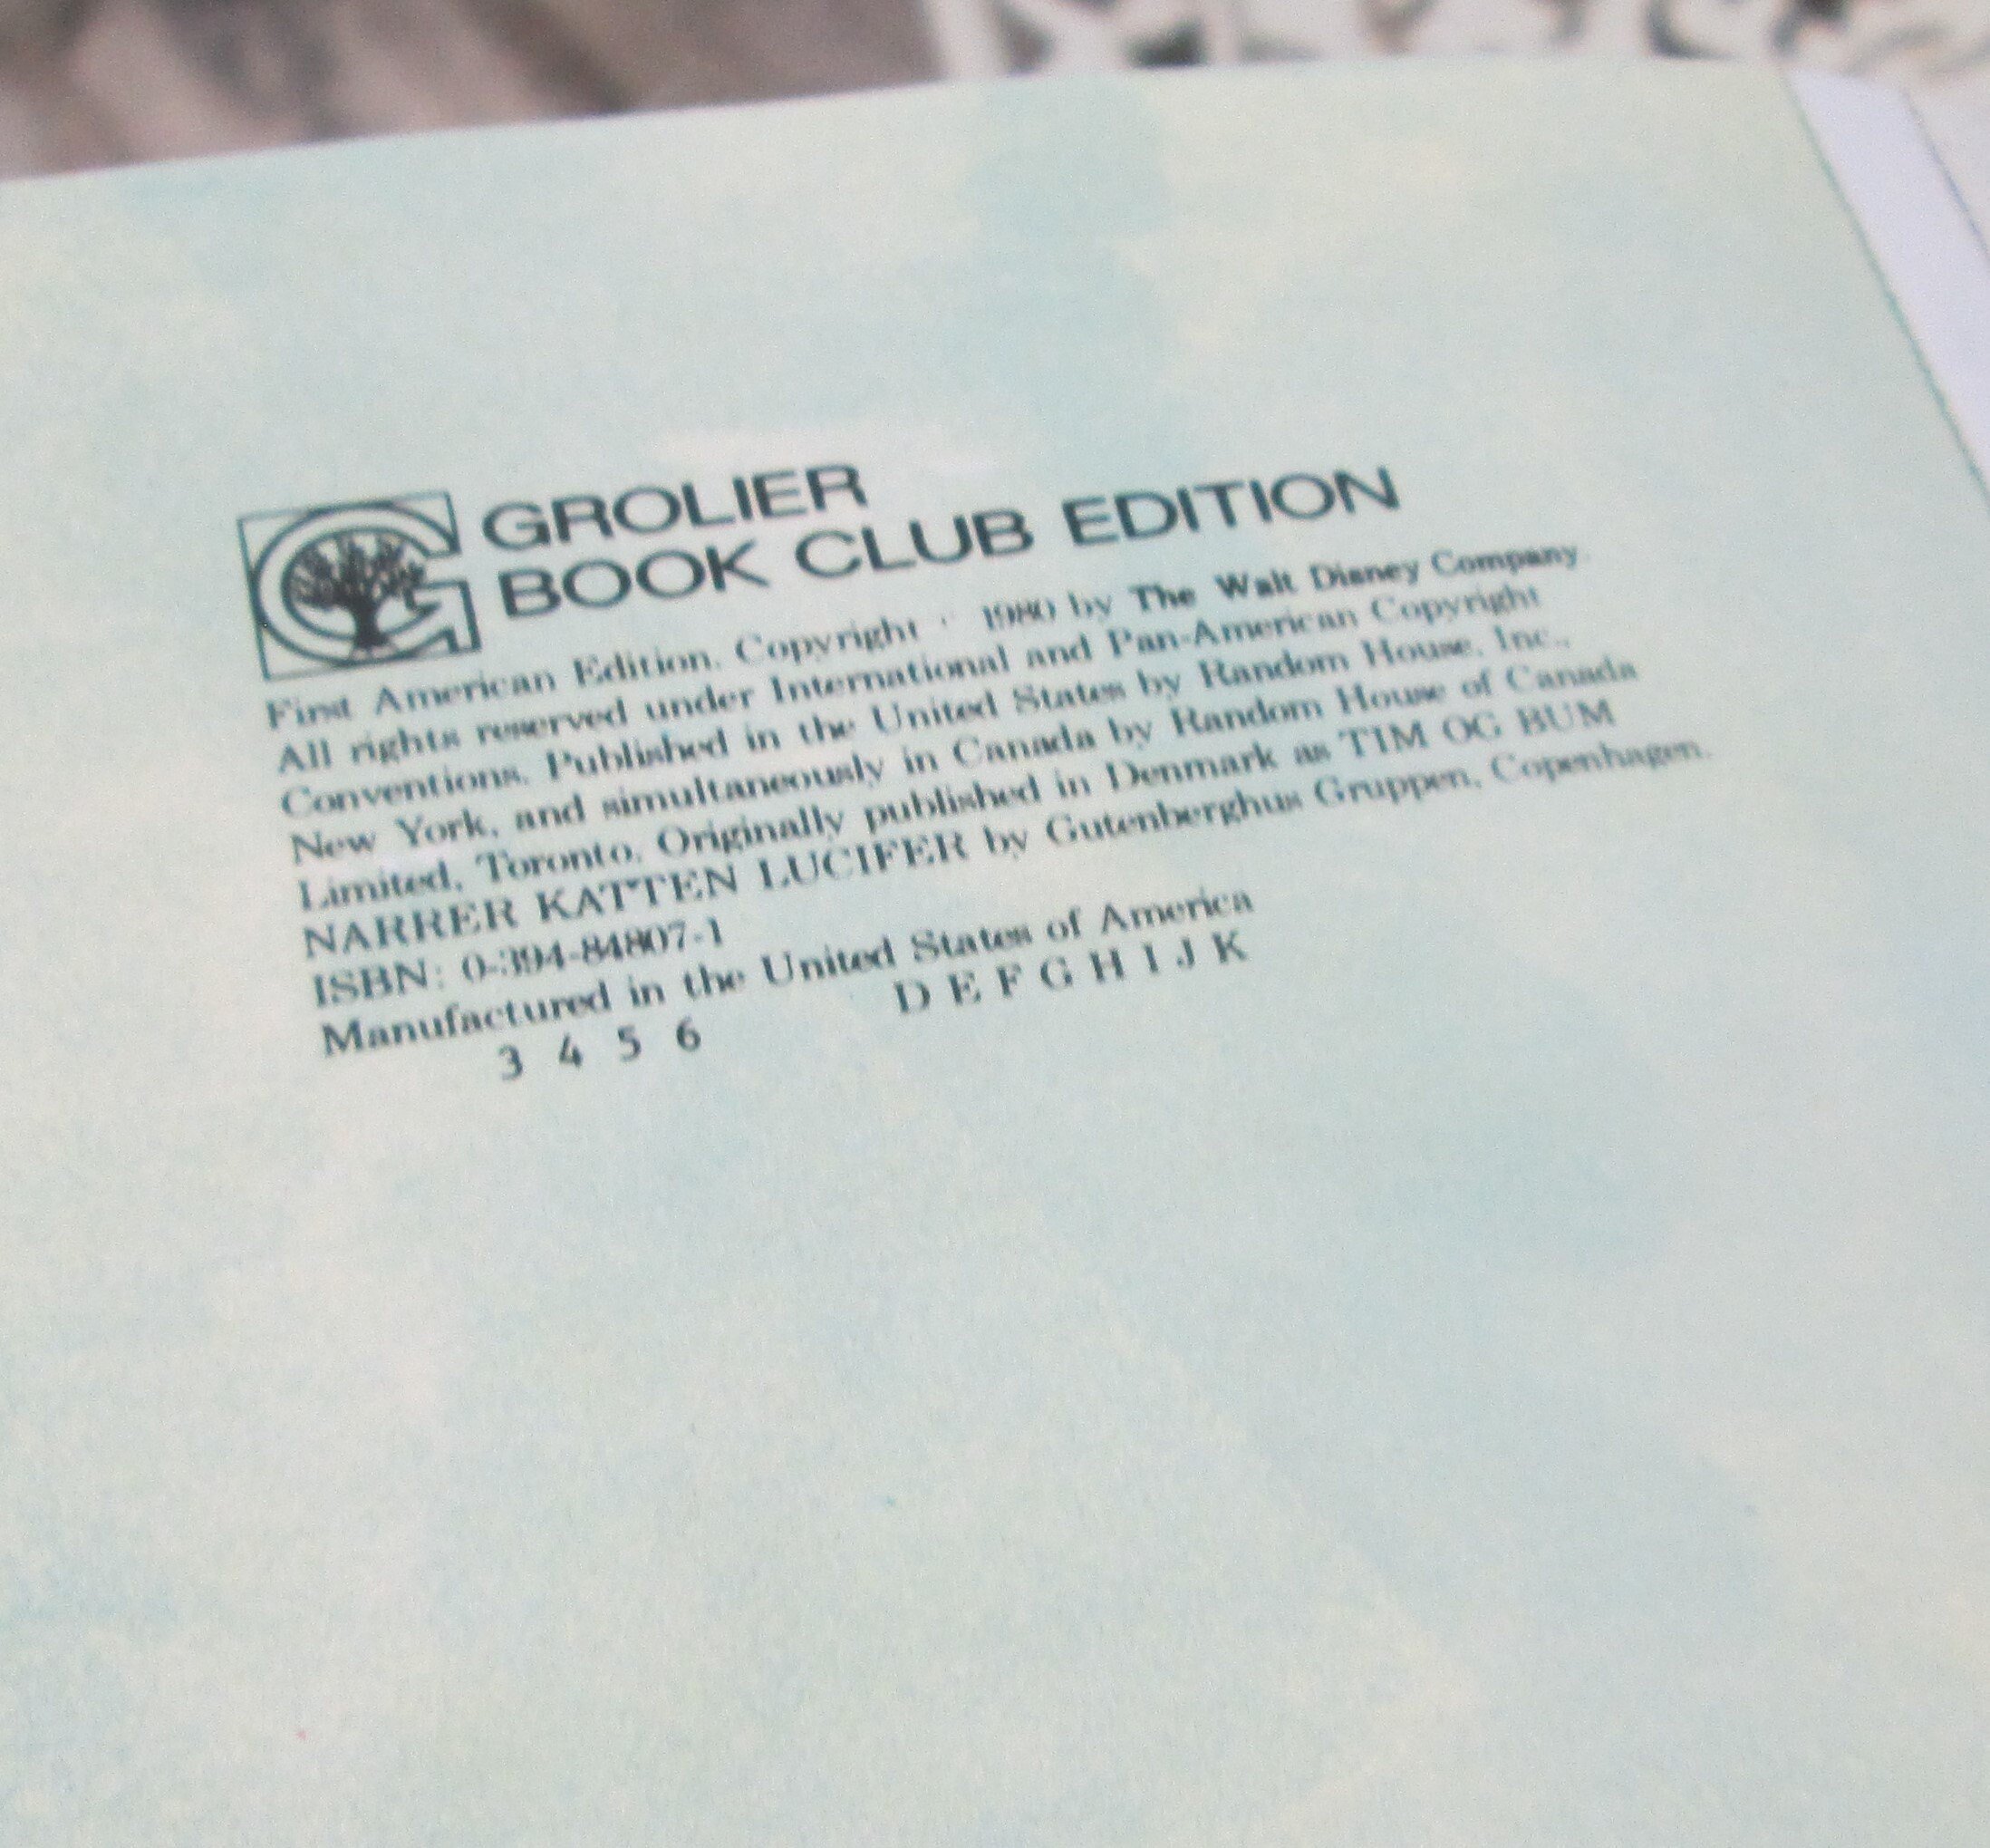 GROLIER
BOOK CLUB EDITION
First American Edition. Copyright © 1980 by The Walt Disney Company.
All rights reserved under International and Pan-American Copyright
Conventions. Published in the United States by Random House, Inc.,
New York, and simultaneously in Canada by Random House of Canada
Limited, Toronto. Originally published in Denmark as TIM OG BUM
NARRER KATTEN LUCIFER by Gutenberghus Gruppen, Copenhagen.
ISBN: 0-394-84807-1
Manufactured in the United States of America
D E F G H I J K
3 4 5 6